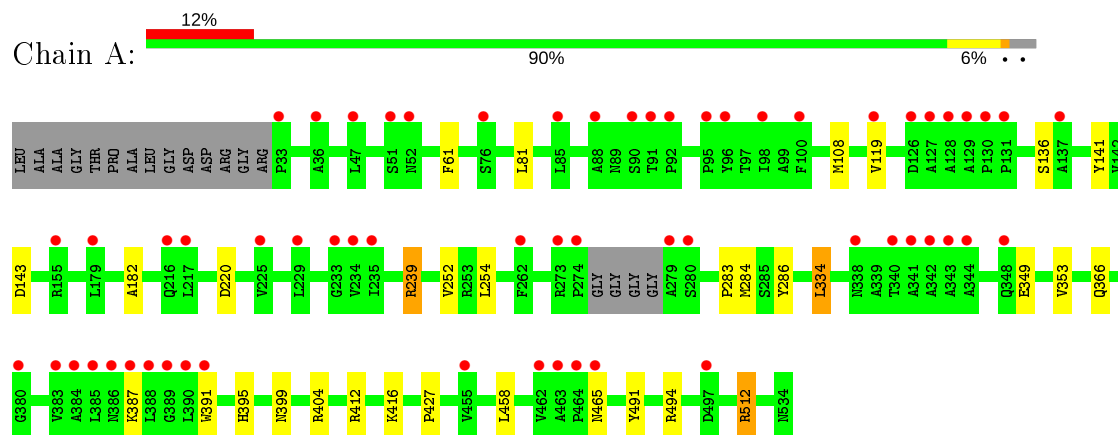 12%
Chain A:
90% 6% • •
LEU ALA ALA GLY THR PRO ALA LEU GLY ASP ASP ARG GLY ARG P33 A36 L47 S51 N52 F61 S76 L81 L85 A88 N89 S90 T91 P92 P95 Y96 T97 I98 A99 F100 M108 V119 D126 A127 A128 A129 P130 P131 S136 A137 Y141
D143 R155 L179 A182 Q216 L217 D220 V225 L229 G233 V234 I235 R239 V252 R253 L254 F262 R273 P274 GLY GLY GLY GLY A279 S280 P283 M284 S285 Y286 L334 N338 A339 T340 A341 A342 A343 A344 Q348 E349 V353 Q366
G380 V383 A384 L385 N386 K387 L388 G389 L390 W391 H395 N399 R404 R412 K416 P427 V455 L458 V462 A463 P464 N465 Y491 R494 D497 R512 N534